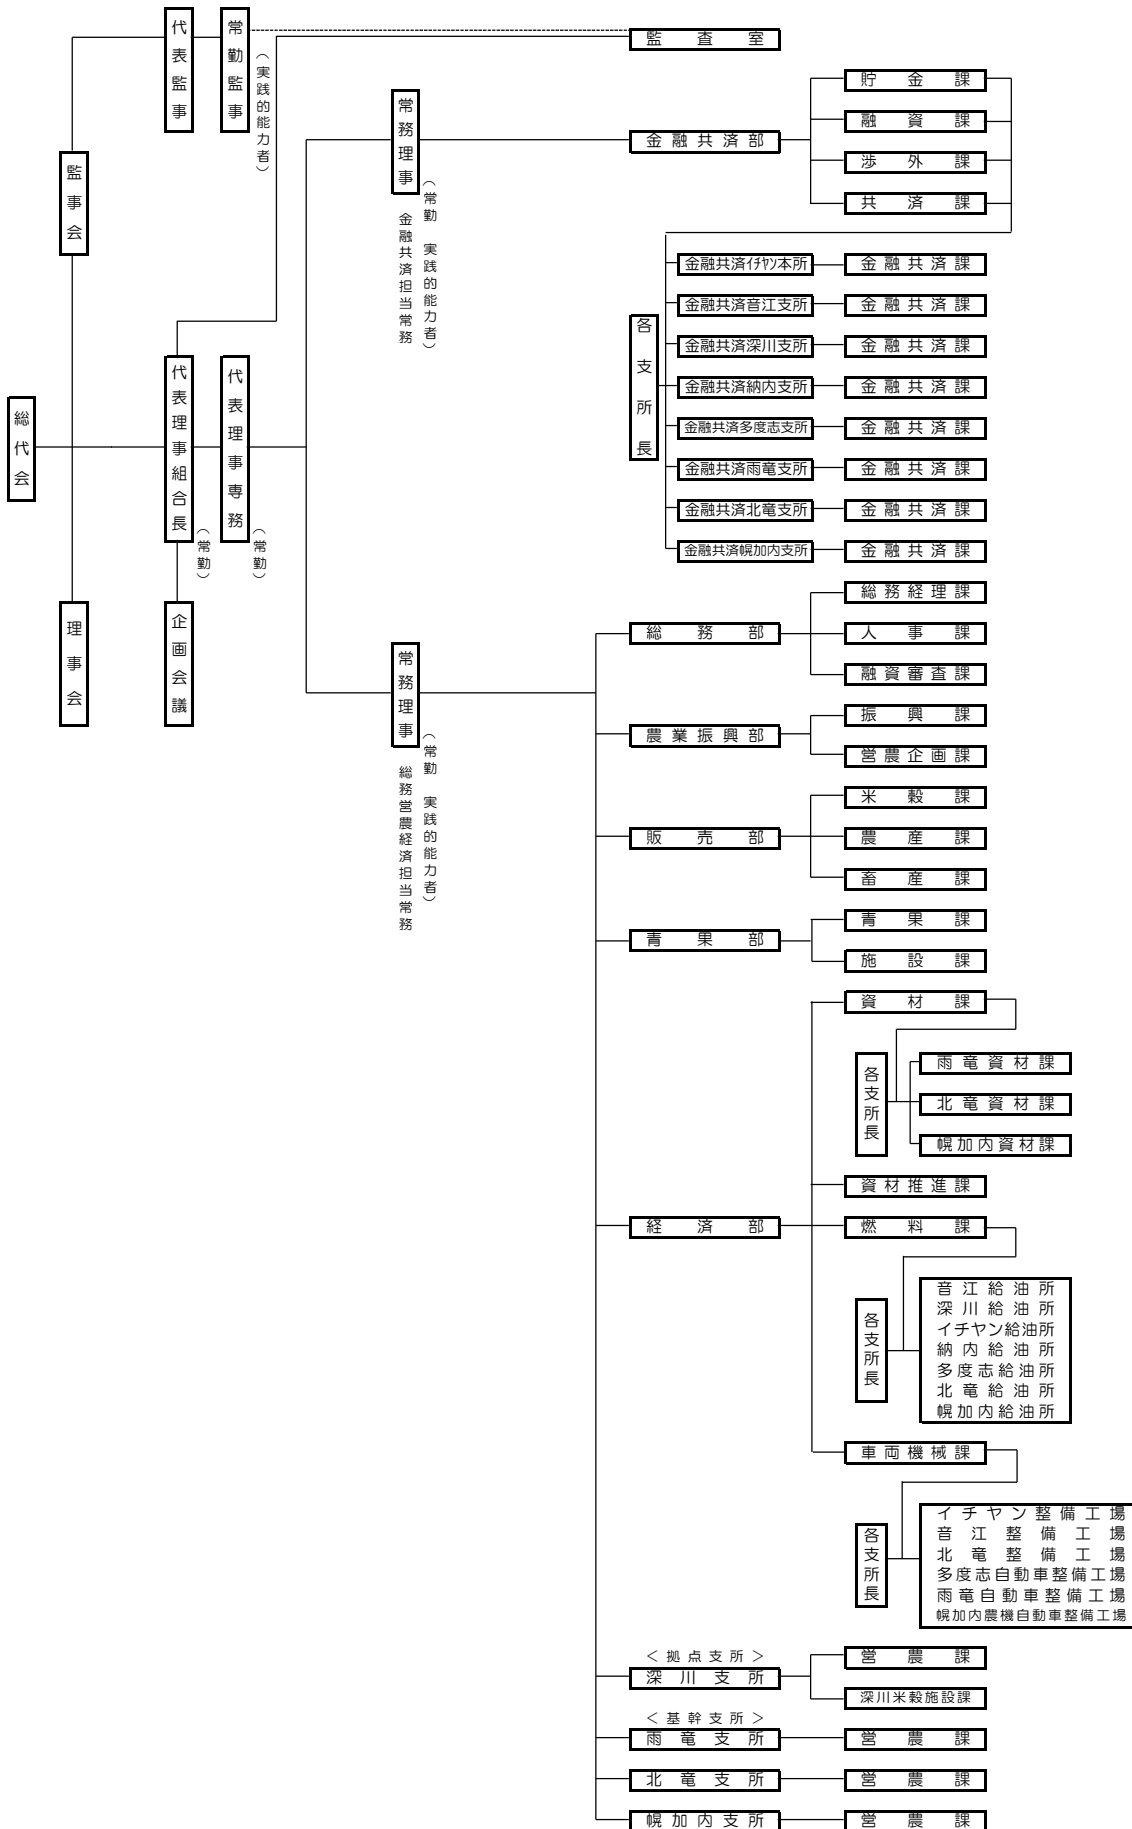 総代会
監事会
理事会
代表監事
常勤監事
（実践的能力者）
代表理事組合長
（常勤）
代表理事専務
（常勤）
企画会議
監査室
常務理事
（常勤 実践的能力者）
金融共済担当常務
金融共済部
貯金課
融資課
渉外課
共済課
各支所長
金融共済ｲﾁﾔﾝ本所
金融共済課
金融共済音江支所
金融共済課
金融共済深川支所
金融共済課
金融共済納内支所
金融共済課
金融共済多度志支所
金融共済課
金融共済雨竜支所
金融共済課
金融共済北竜支所
金融共済課
金融共済幌加内支所
金融共済課
常務理事
（常勤 実践的能力者）
総務営農経済担当常務
総務部
総務経理課
人事課
融資審査課
農業振興部
振興課
営農企画課
販売部
米穀課
農産課
畜産課
青果部
青果課
施設課
経済部
資材課
各支所長
雨竜資材課
北竜資材課
幌加内資材課
資材推進課
燃料課
各支所長
音江給油所
深川給油所
イチヤン給油所
納内給油所
多度志給油所
北竜給油所
幌加内給油所
車両機械課
各支所長
イチヤン整備工場
音江整備工場
北竜整備工場
多度志自動車整備工場
雨竜自動車整備工場
幌加内農機自動車整備工場
＜拠点支所＞
深川支所
営農課
深川米穀施設課
＜基幹支所＞
雨竜支所
営農課
北竜支所
営農課
幌加内支所
営農課